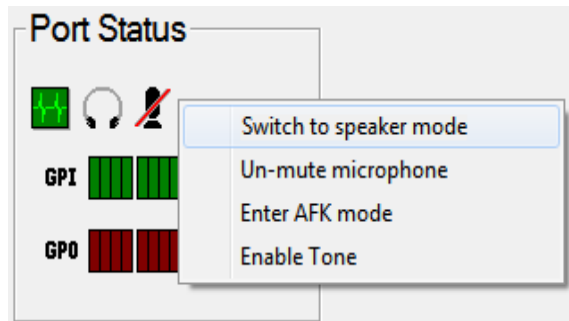 Port Status
Switch to speaker mode
Un-mute microphone
GPI
Enter AFK mode
GPO
Enable Tone